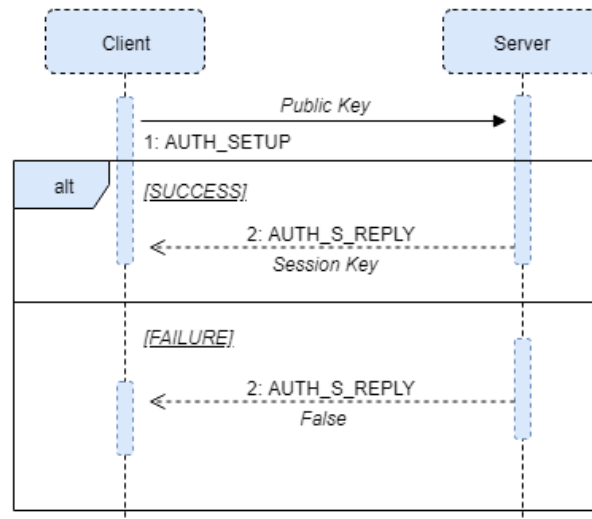 Client
Server
Public Key
1: AUTH_SETUP
alt
[SUCCESS]
2: AUTH_S_REPLY
Session Key
[FAILURE]
2: AUTH_S_REPLY
False